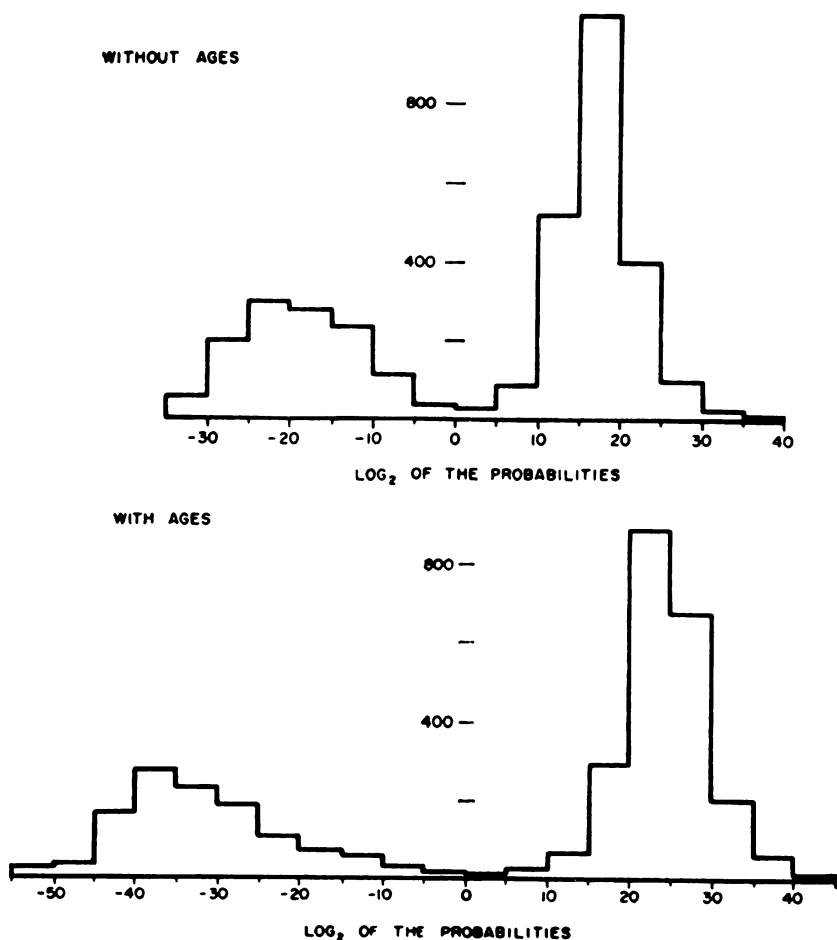 WITHOUT AGES
800
400
-30 -20 -10 0 10 20 30 40
LOG₂ OF THE PROBABILITIES
WITH AGES
800
400
-50 -40 -30 -20 -10 0 10 20 30 40
LOG₂ OF THE PROBABILITIES